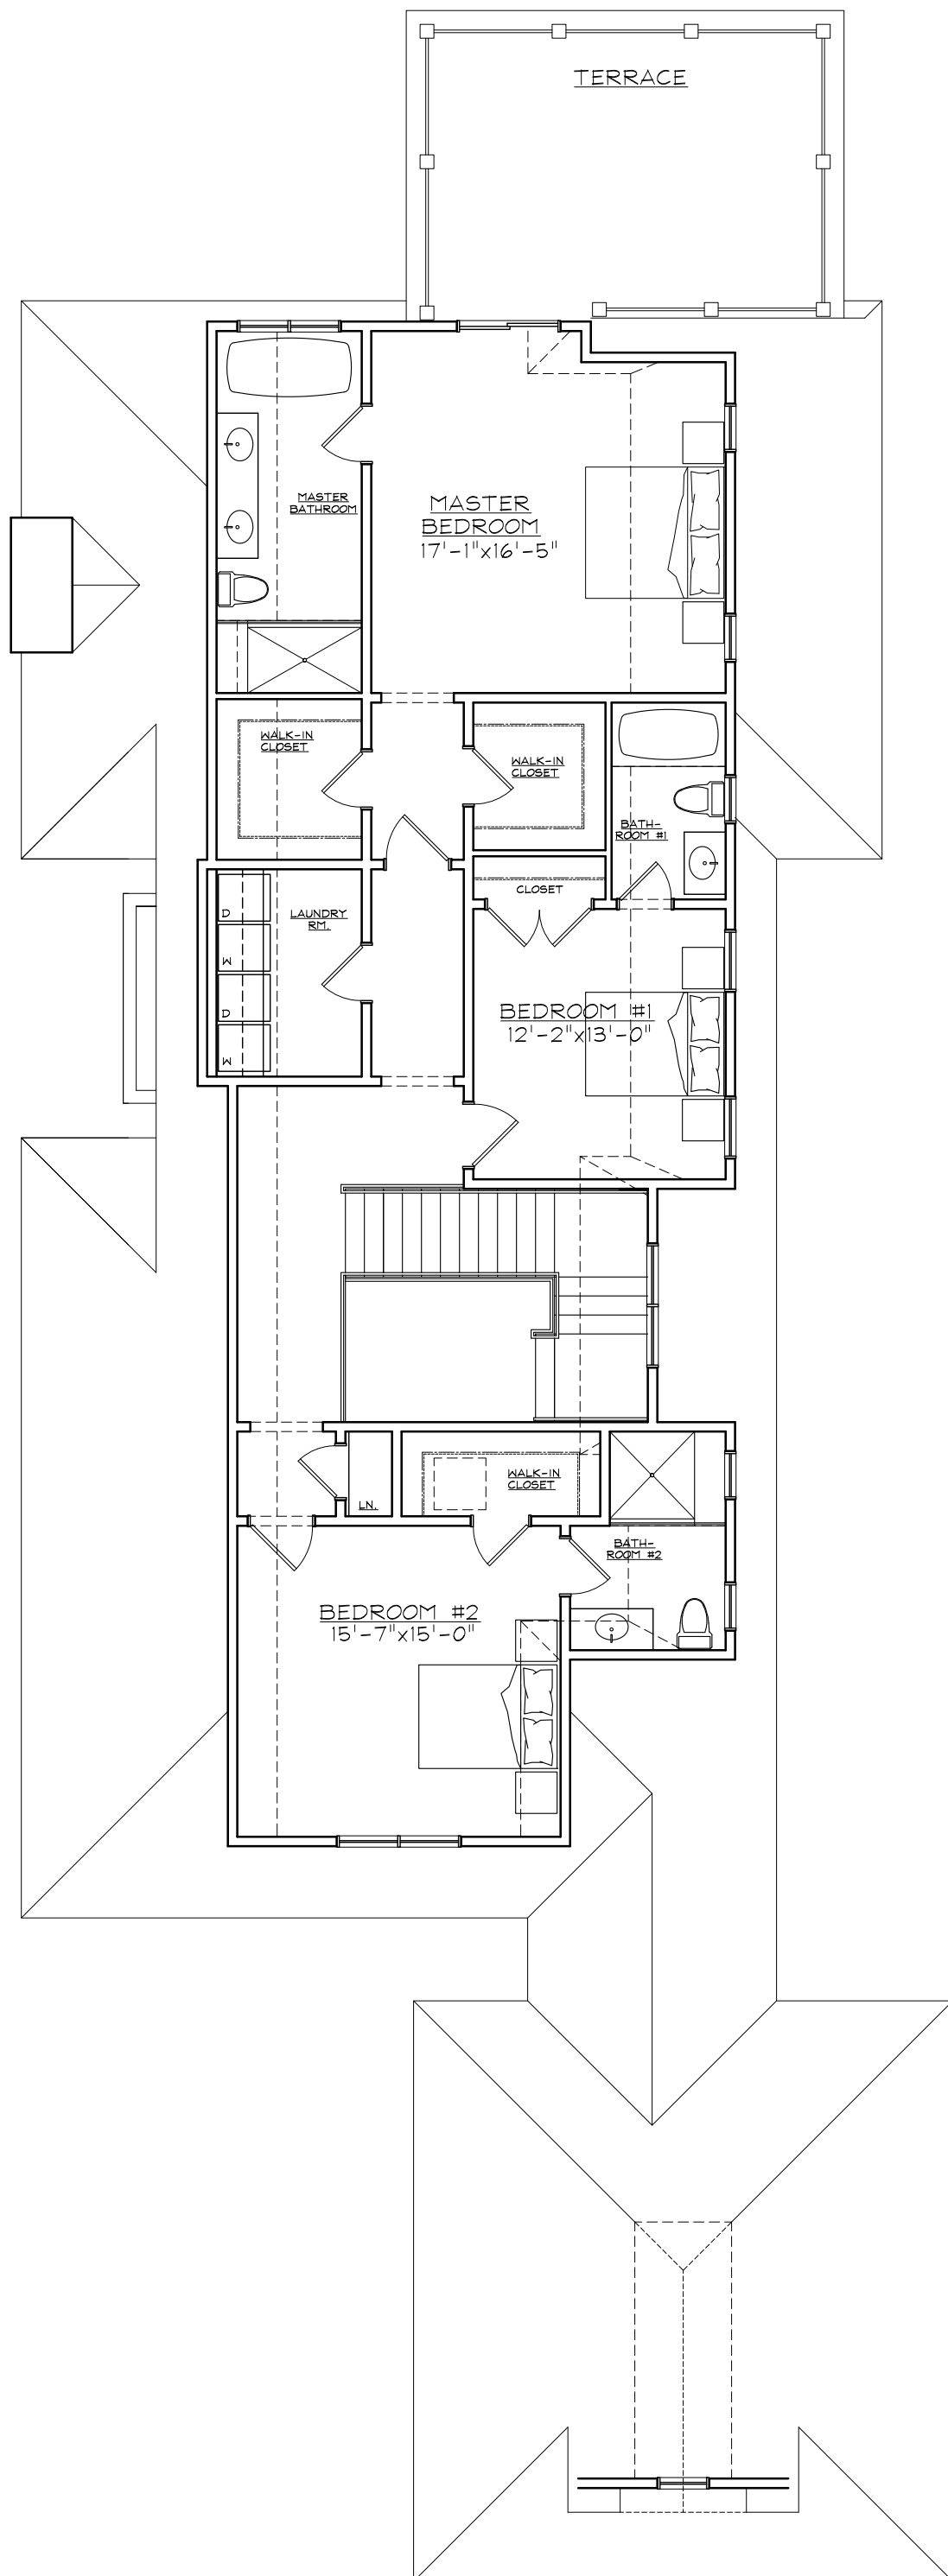 TERRACE
MASTER
BATHROOM
MASTER
BEDROOM
17'-1"x16'-5"
WALK-IN
CLOSET
WALK-IN
CLOSET
BATH-
ROOM #1
CLOSET
D
LAUNDRY
RM.
W
D
W
BEDROOM #1
12'-2"x13'-0"
WALK-IN
CLOSET
LN.
BATH-
ROOM #2
BEDROOM #2
15'-7"x15'-0"